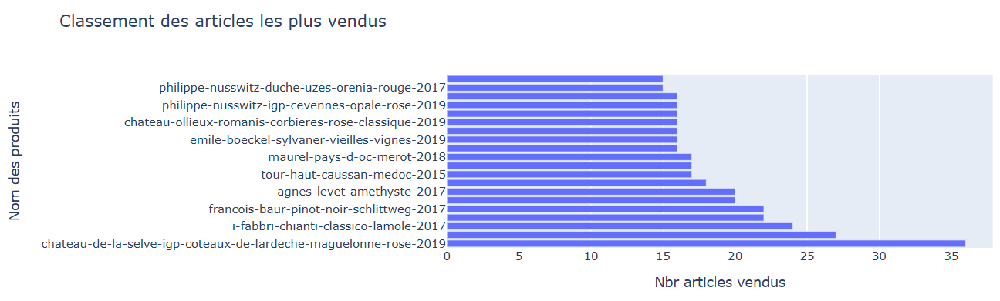 Classement des articles les plus vendus
Nom des produits
philippe-nusswitz-duche-uzes-orenia-rouge-2017
philippe-nusswitz-igp-cevennes-opale-rose-2019
chateau-ollieux-romanis-corbieres-rose-classique-2019
emile-boeckel-sylvaner-vieilles-vignes-2019
maurel-pays-d-oc-merot-2018
tour-haut-caussan-medoc-2015
agnes-levet-amethyste-2017
francois-baur-pinot-noir-schlittweg-2017
i-fabbri-chianti-classico-lamole-2017
chateau-de-la-selve-igp-coteaux-de-lardeche-maguelonne-rose-2019
0 5 10 15 20 25 30 35
Nbr articles vendus